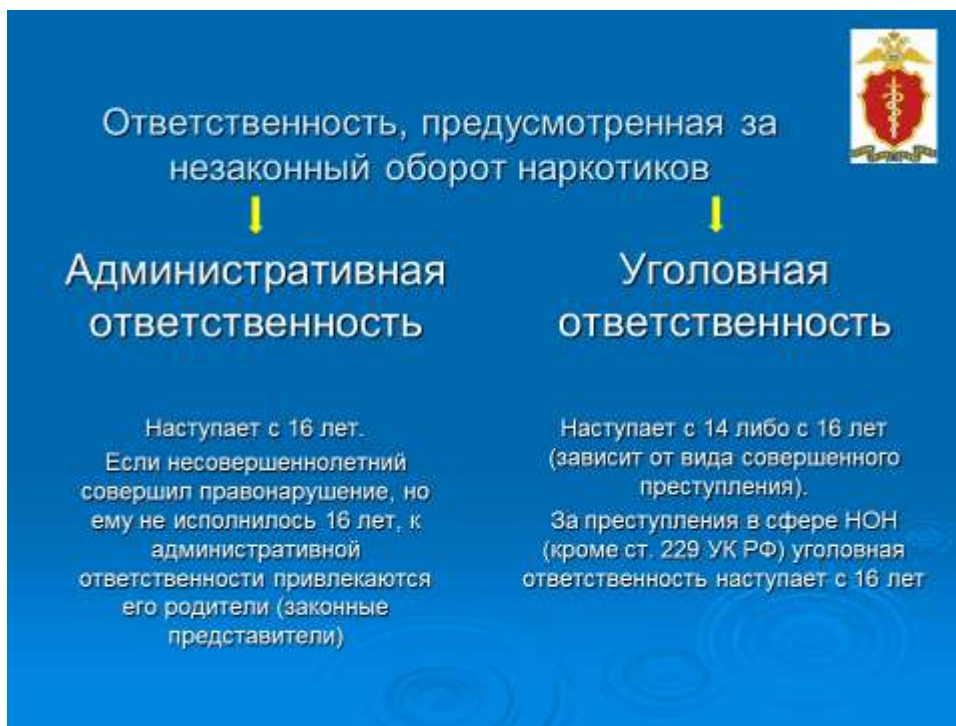 Ответственность, предусмотренная за
незаконный оборот наркотиков
Административная
ответственность
Наступает с 16 лет.
Если несовершеннолетний
совершил правонарушение, но
ему не исполнилось 16 лет, к
административной
ответственности привлекаются
его родители (законные
представители)
Уголовная
ответственность
Наступает с 14 либо с 16 лет
(зависит от вида совершенного
преступления).
За преступления в сфере НОН
(кроме ст. 229 УК РФ) уголовная
ответственность наступает с 16 лет